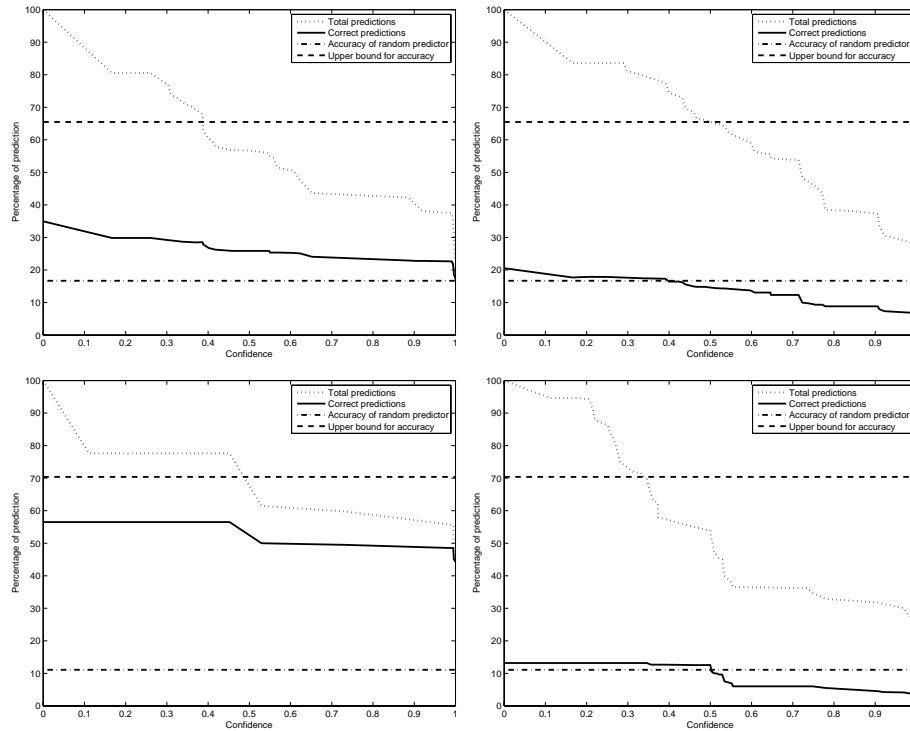 Total predictions
Correct predictions
Accuracy of random predictor
Upper bound for accuracy
Percentage of prediction
100
90
80
70
60
50
40
30
20
10
0
0 0.1 0.2 0.3 0.4 0.5 0.6 0.7 0.8 0.9 1
Confidence
Total predictions
Correct predictions
Accuracy of random predictor
Upper bound for accuracy
Percentage of prediction
100
90
80
70
60
50
40
30
20
10
0
0 0.1 0.2 0.3 0.4 0.5 0.6 0.7 0.8 0.9
Confidence
Total predictions
Correct predictions
Accuracy of random predictor
Upper bound for accuracy
Percentage of prediction
100
90
80
70
60
50
40
30
20
10
0
0 0.1 0.2 0.3 0.4 0.5 0.6 0.7 0.8 0.9 1
Confidence
Total predictions
Correct predictions
Accuracy of random predictor
Upper bound for accuracy
Percentage of prediction
100
90
80
70
60
50
40
30
20
10
0
0 0.1 0.2 0.3 0.4 0.5 0.6 0.7 0.8 0.9
Confidence